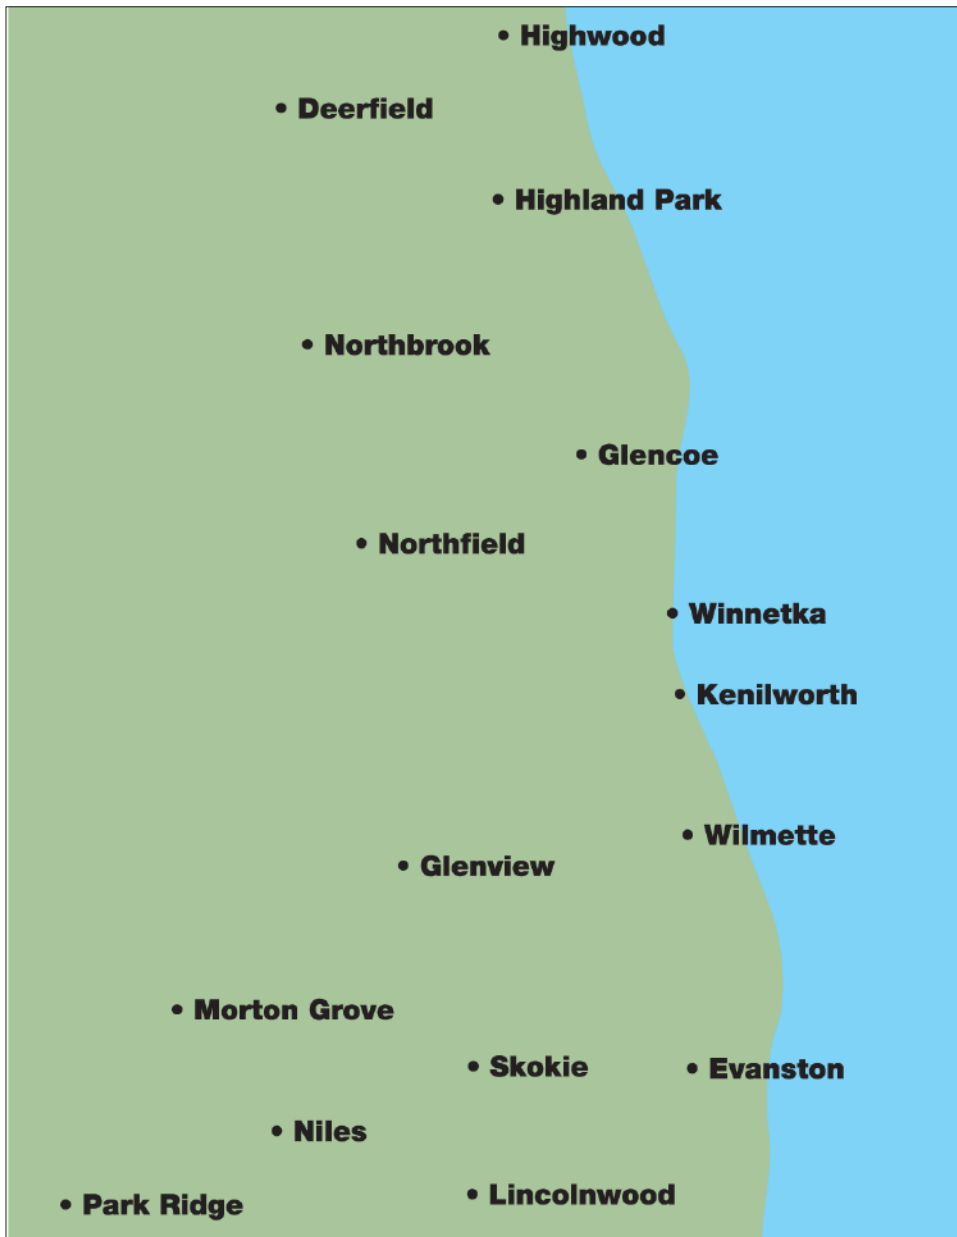 Highwood
Deerfield
Highland Park
Northbrook
Glencoe
Northfield
Winnetka
Kenilworth
Wilmette
Glenview
Morton Grove
Skokie
Evanston
Niles
Lincolnwood
Park Ridge